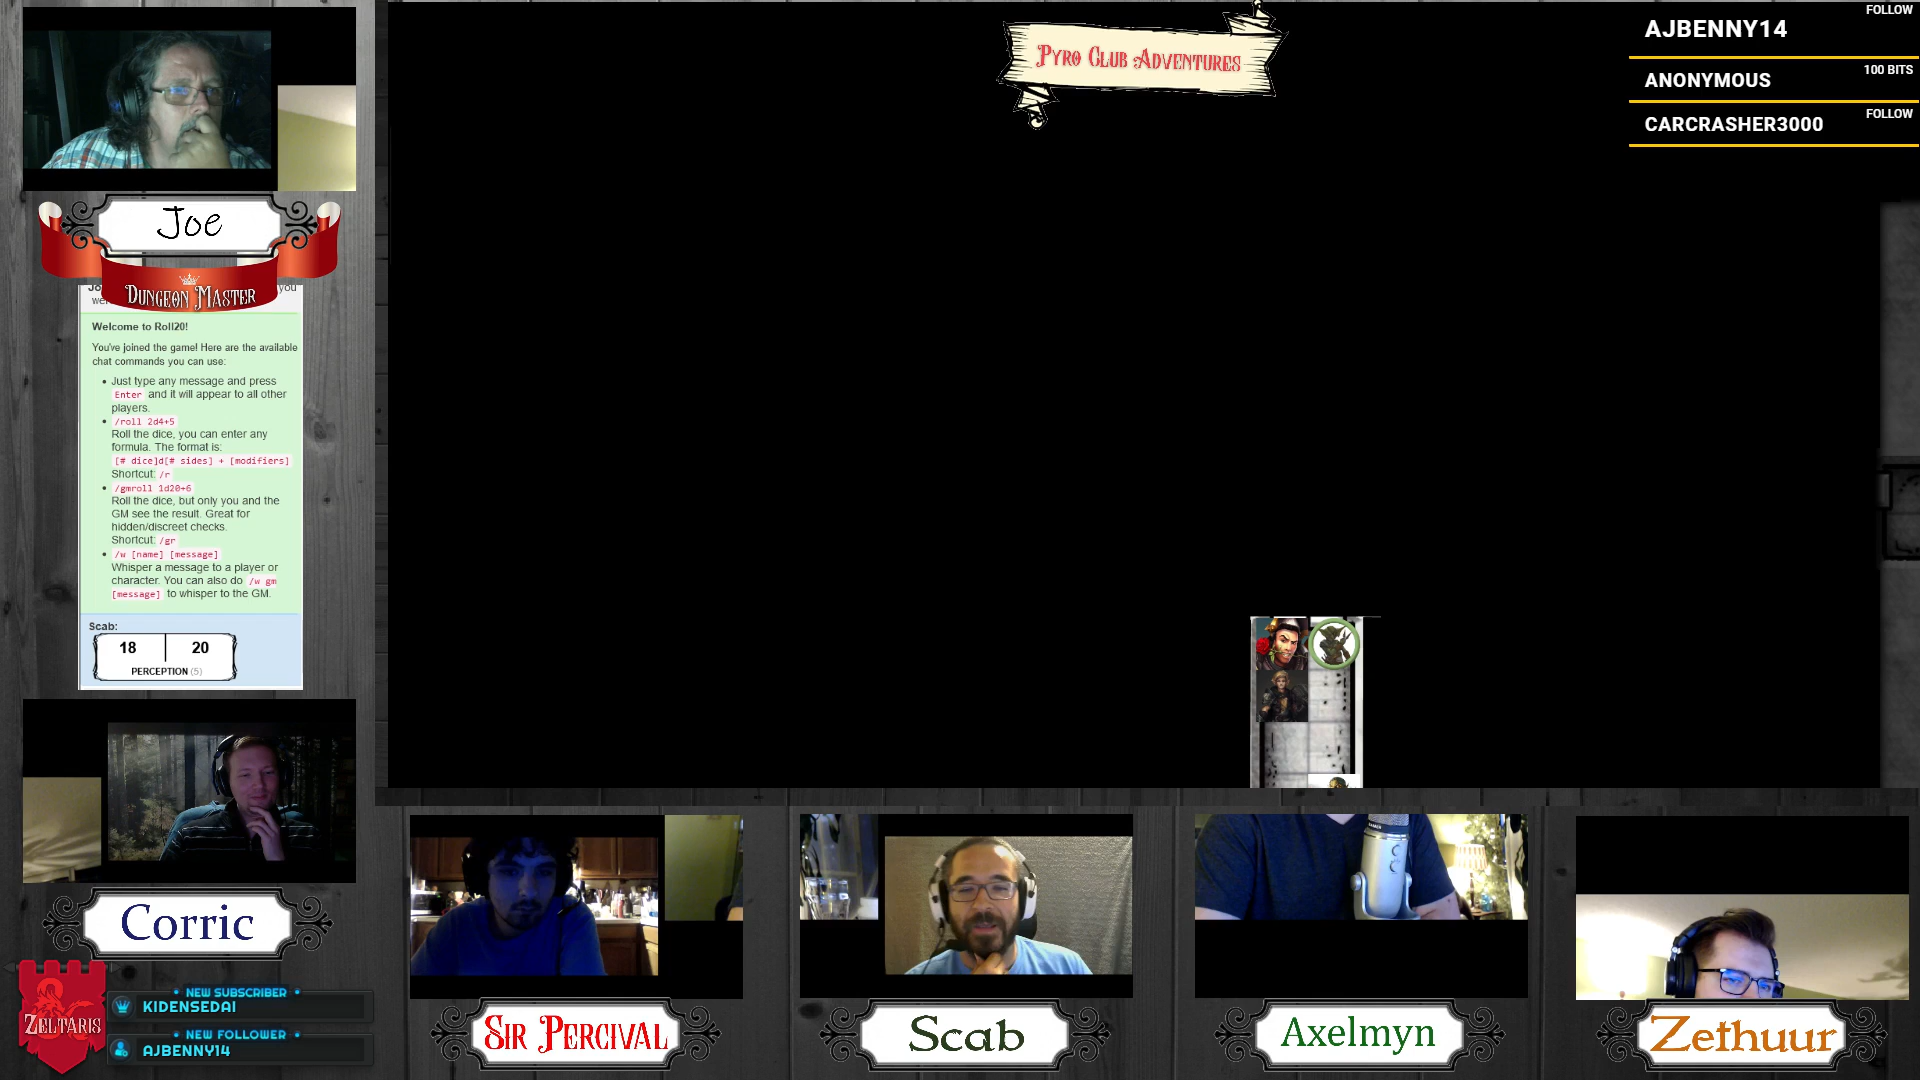 Pyro Club Adventures
FOLLOW
AJBENNY14
100 BITS
ANONYMOUS
FOLLOW
CARCRASHER3000
Joe
Dungeon Master
you
Welcome to Roll20!
You've joined the game! Here are the available
chat commands you can use:
Just type any message and press
Enter and it will appear to all other
players.
/roll 2d4+5
Roll the dice, you can enter any
formula. The format is:
[# dice]d[# sides] + [modifiers]
Shortcut: /r
/gmroll 1d20+6
Roll the dice, but only you and the
GM see the result. Great for
hidden/discreet checks.
Shortcut: /gr
/w [name] [message]
Whisper a message to a player or
character. You can also do /w gm
[message] to whisper to the GM.
Scab:
18 20
PERCEPTION (5)
Corric
Zeltaris
NEW SUBSCRIBER
KIDENSEDAI
NEW FOLLOWER
AJBENNY14
Sir Percival
Scab
Axelmyn
Zethuur